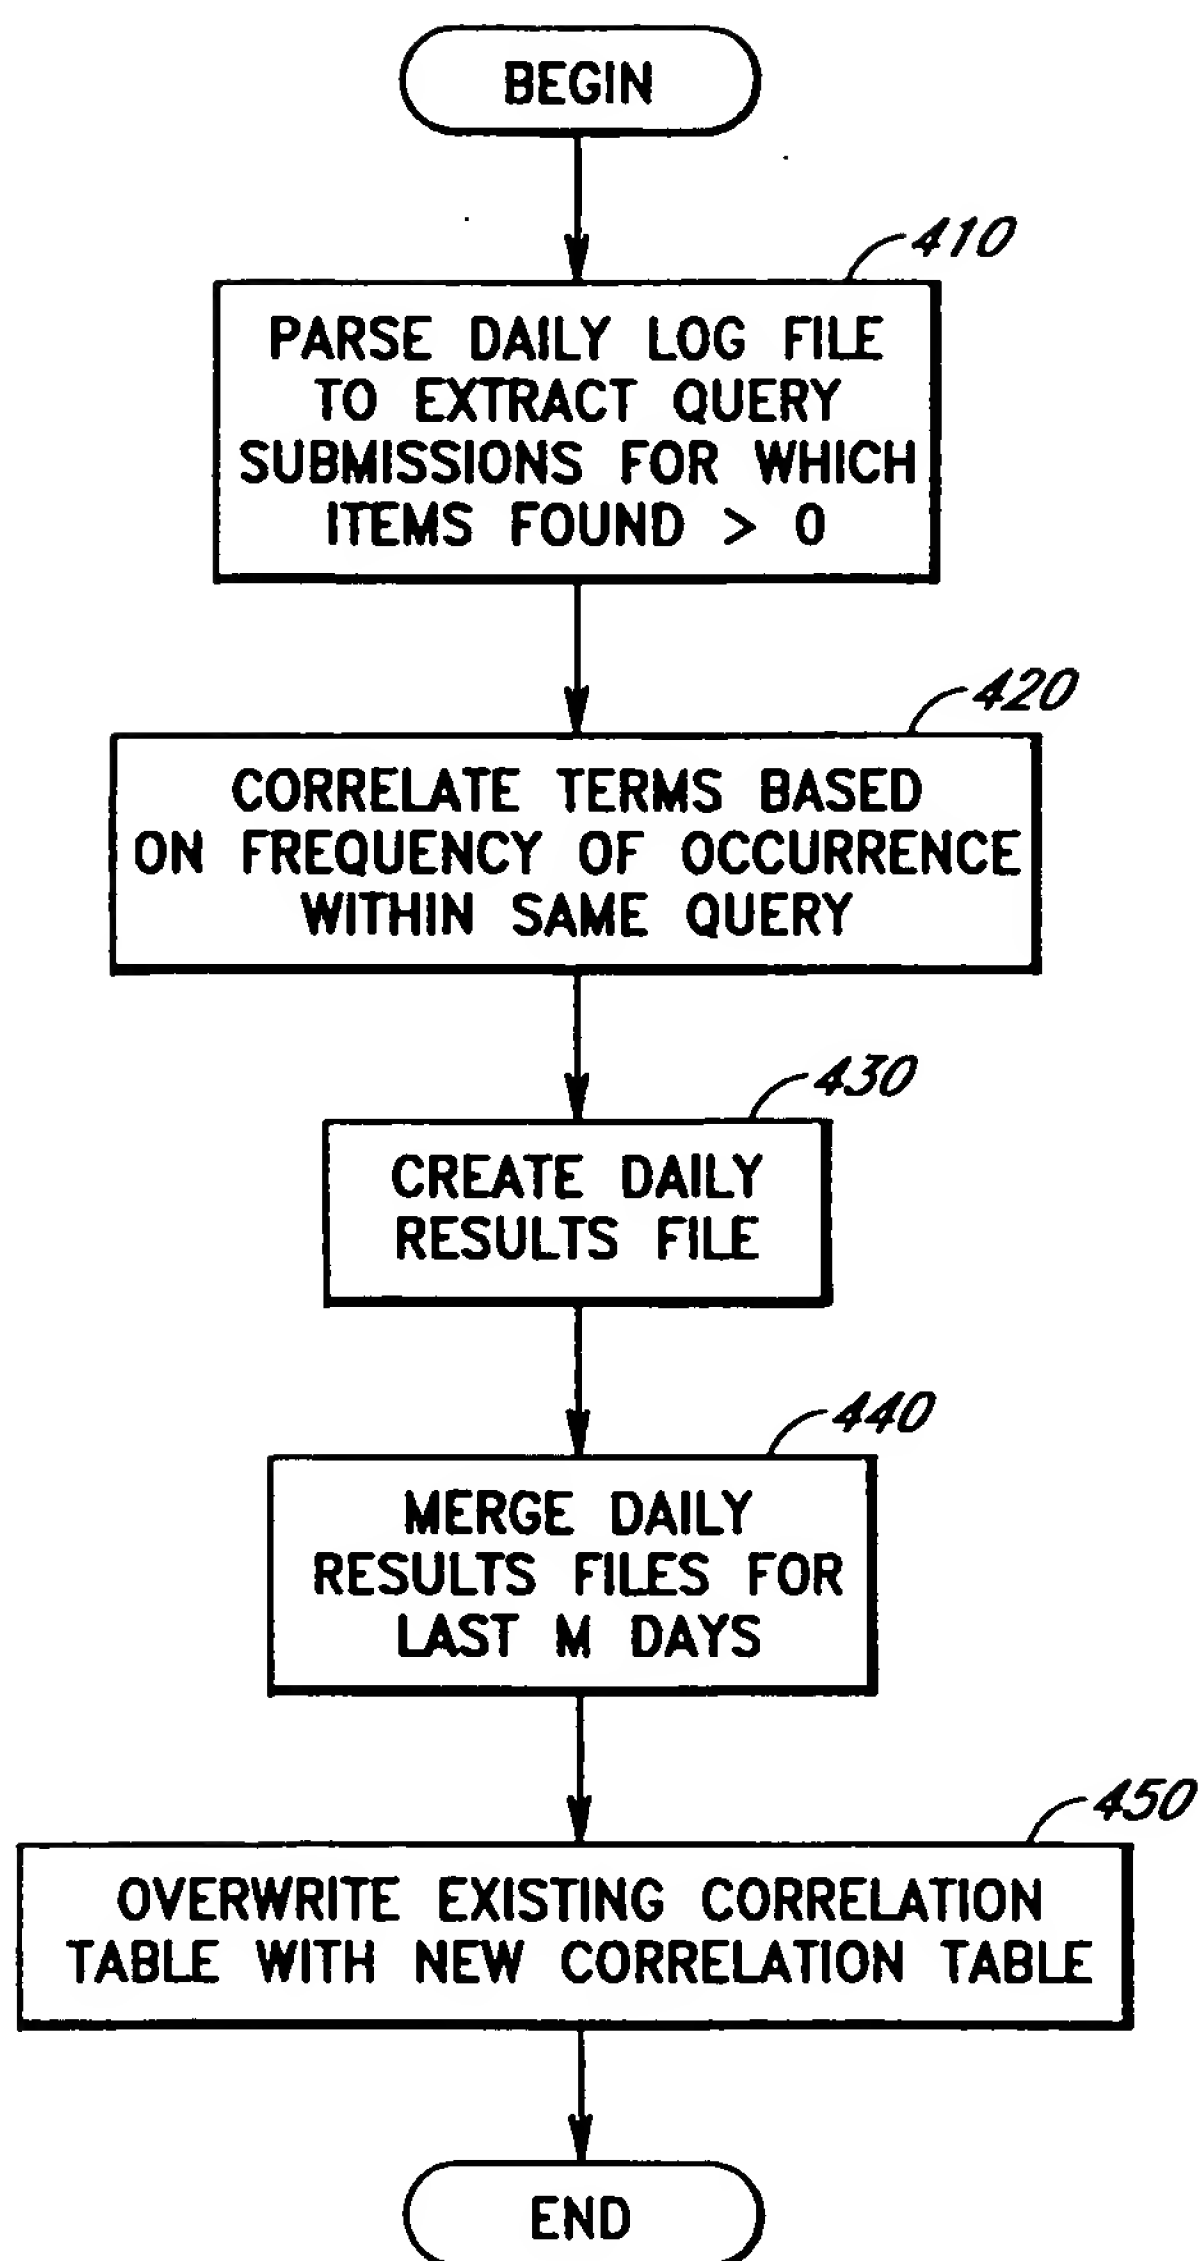 BEGIN
410
PARSE DAILY LOG FILE
TO EXTRACT QUERY
SUBMISSIONS FOR WHICH
ITEMS FOUND > 0
420
CORRELATE TERMS BASED
ON FREQUENCY OF OCCURRENCE
WITHIN SAME QUERY
430
CREATE DAILY
RESULTS FILE
440
MERGE DAILY
RESULTS FILES FOR
LAST M DAYS
450
OVERWRITE EXISTING CORRELATION
TABLE WITH NEW CORRELATION TABLE
END